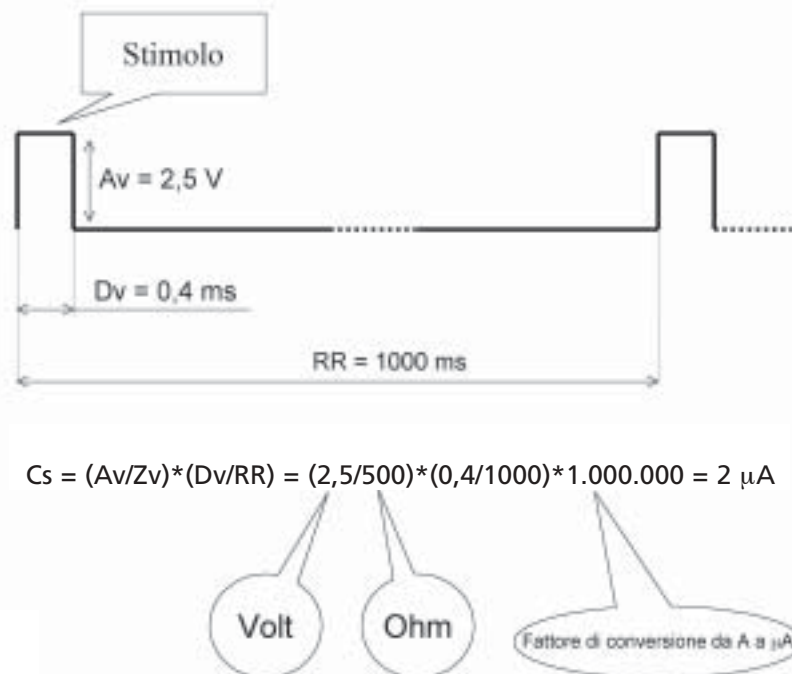 Stimolo
Av = 2,5 V
Dv = 0,4 ms
RR = 1000 ms
Cs = (Av/Zv)*(Dv/RR) = (2,5/500)*(0,4/1000)*1.000.000 = 2 μA
Volt
Ohm
Fattore di conversione da A a μA